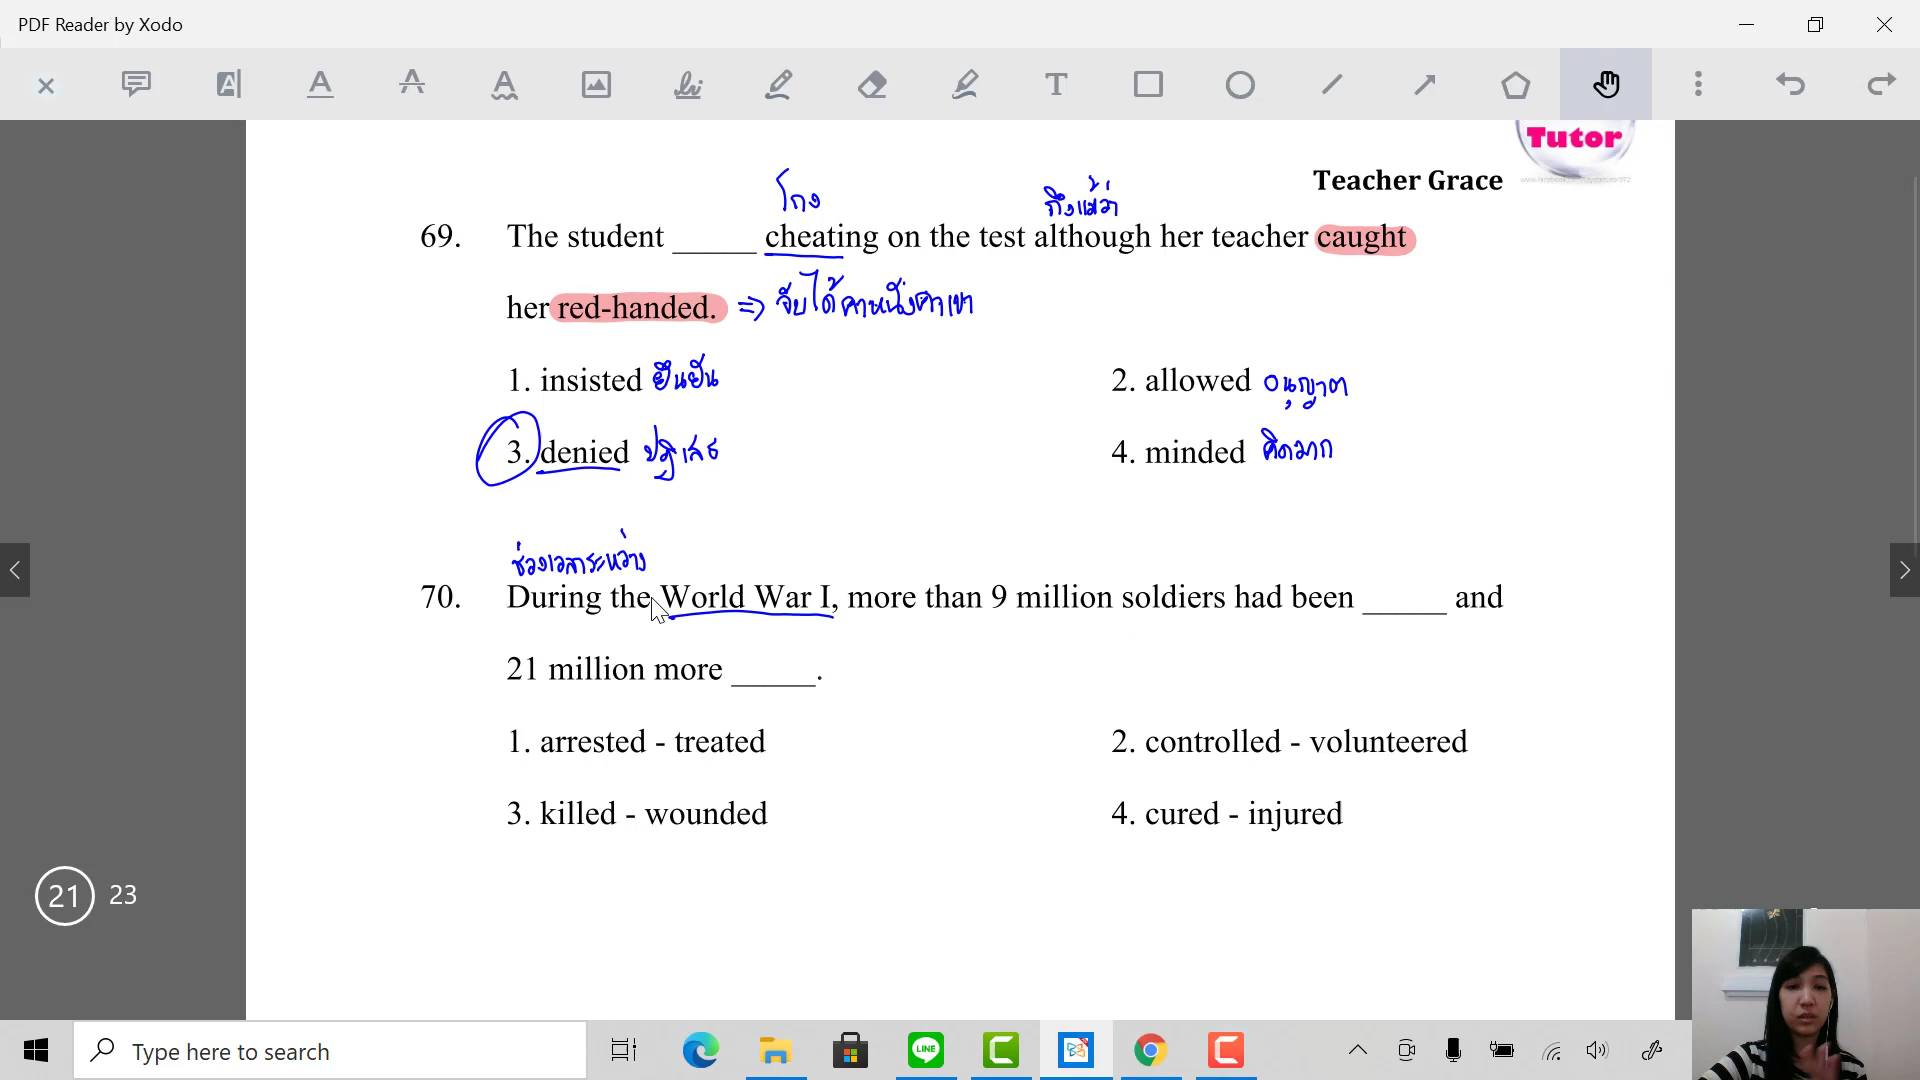 PDF Reader by Xodo
Tutor
Teacher Grace
โกง
ถึงแม้ว่า
69. The student _____ cheating on the test although her teacher caught
her red-handed. => จับได้คาหนังคาเขา
1. insisted ยืนยัน
2. allowed อนุญาต
3. denied ปฏิเสธ
4. minded คิดมาก
ช่วงเวลาระหว่าง
70. During the World War I, more than 9 million soldiers had been _____ and
21 million more _____.
1. arrested - treated
2. controlled - volunteered
3. killed - wounded
4. cured - injured
21 23
Type here to search
LINE